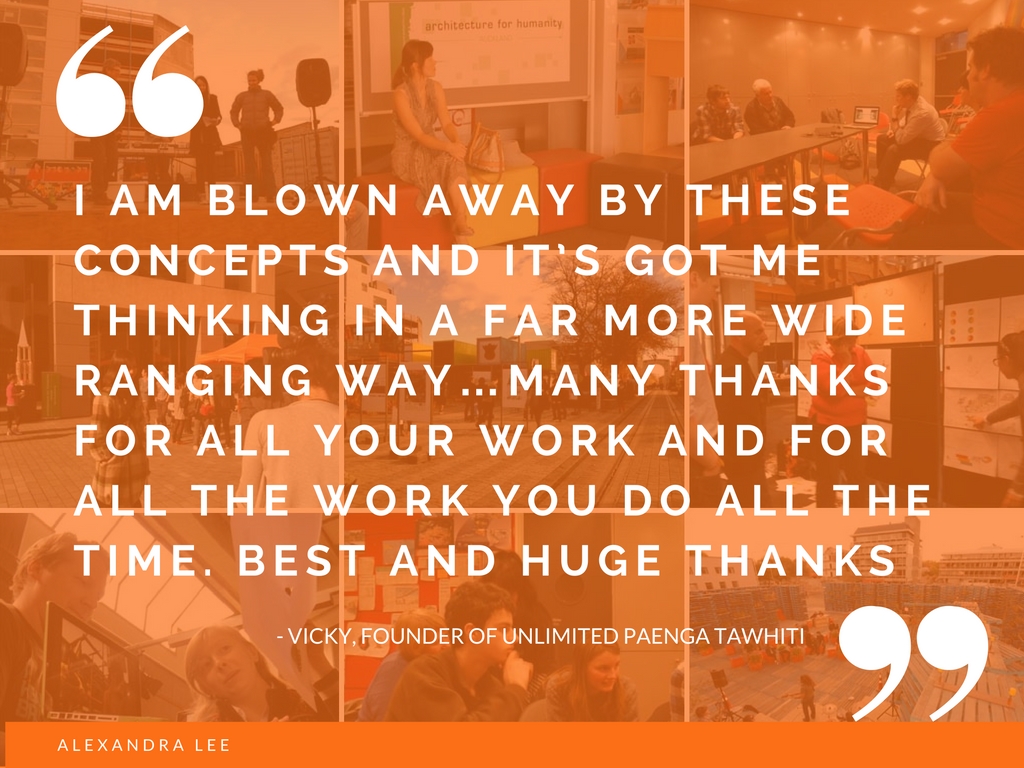 architecture for humanity
I AM BLOWN AWAY BY THESE
CONCEPTS AND IT'S GOT ME
THINKING IN A FAR MORE WIDE
RANGING WAY...MANY THANKS
FOR ALL YOUR WORK AND FOR
ALL THE WORK YOU DO ALL THE
TIME. BEST AND HUGE THANKS
- VICKY, FOUNDER OF UNLIMITED PAENGA TAWHITI
ALEXANDRA LEE